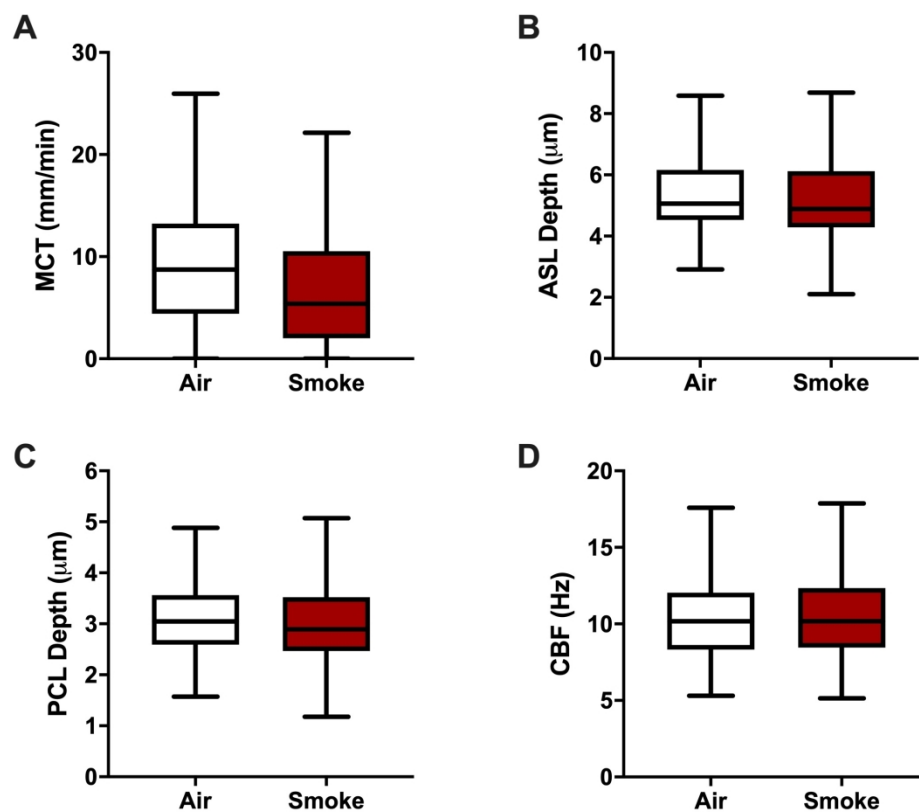 A
MCT (mm/min)
30
20
10
0
Air Smoke
B
ASL Depth (μm)
10
8
6
4
2
0
Air Smoke
C
PCL Depth (μm)
6
5
4
3
2
1
0
Air Smoke
D
CBF (Hz)
20
15
10
5
0
Air Smoke